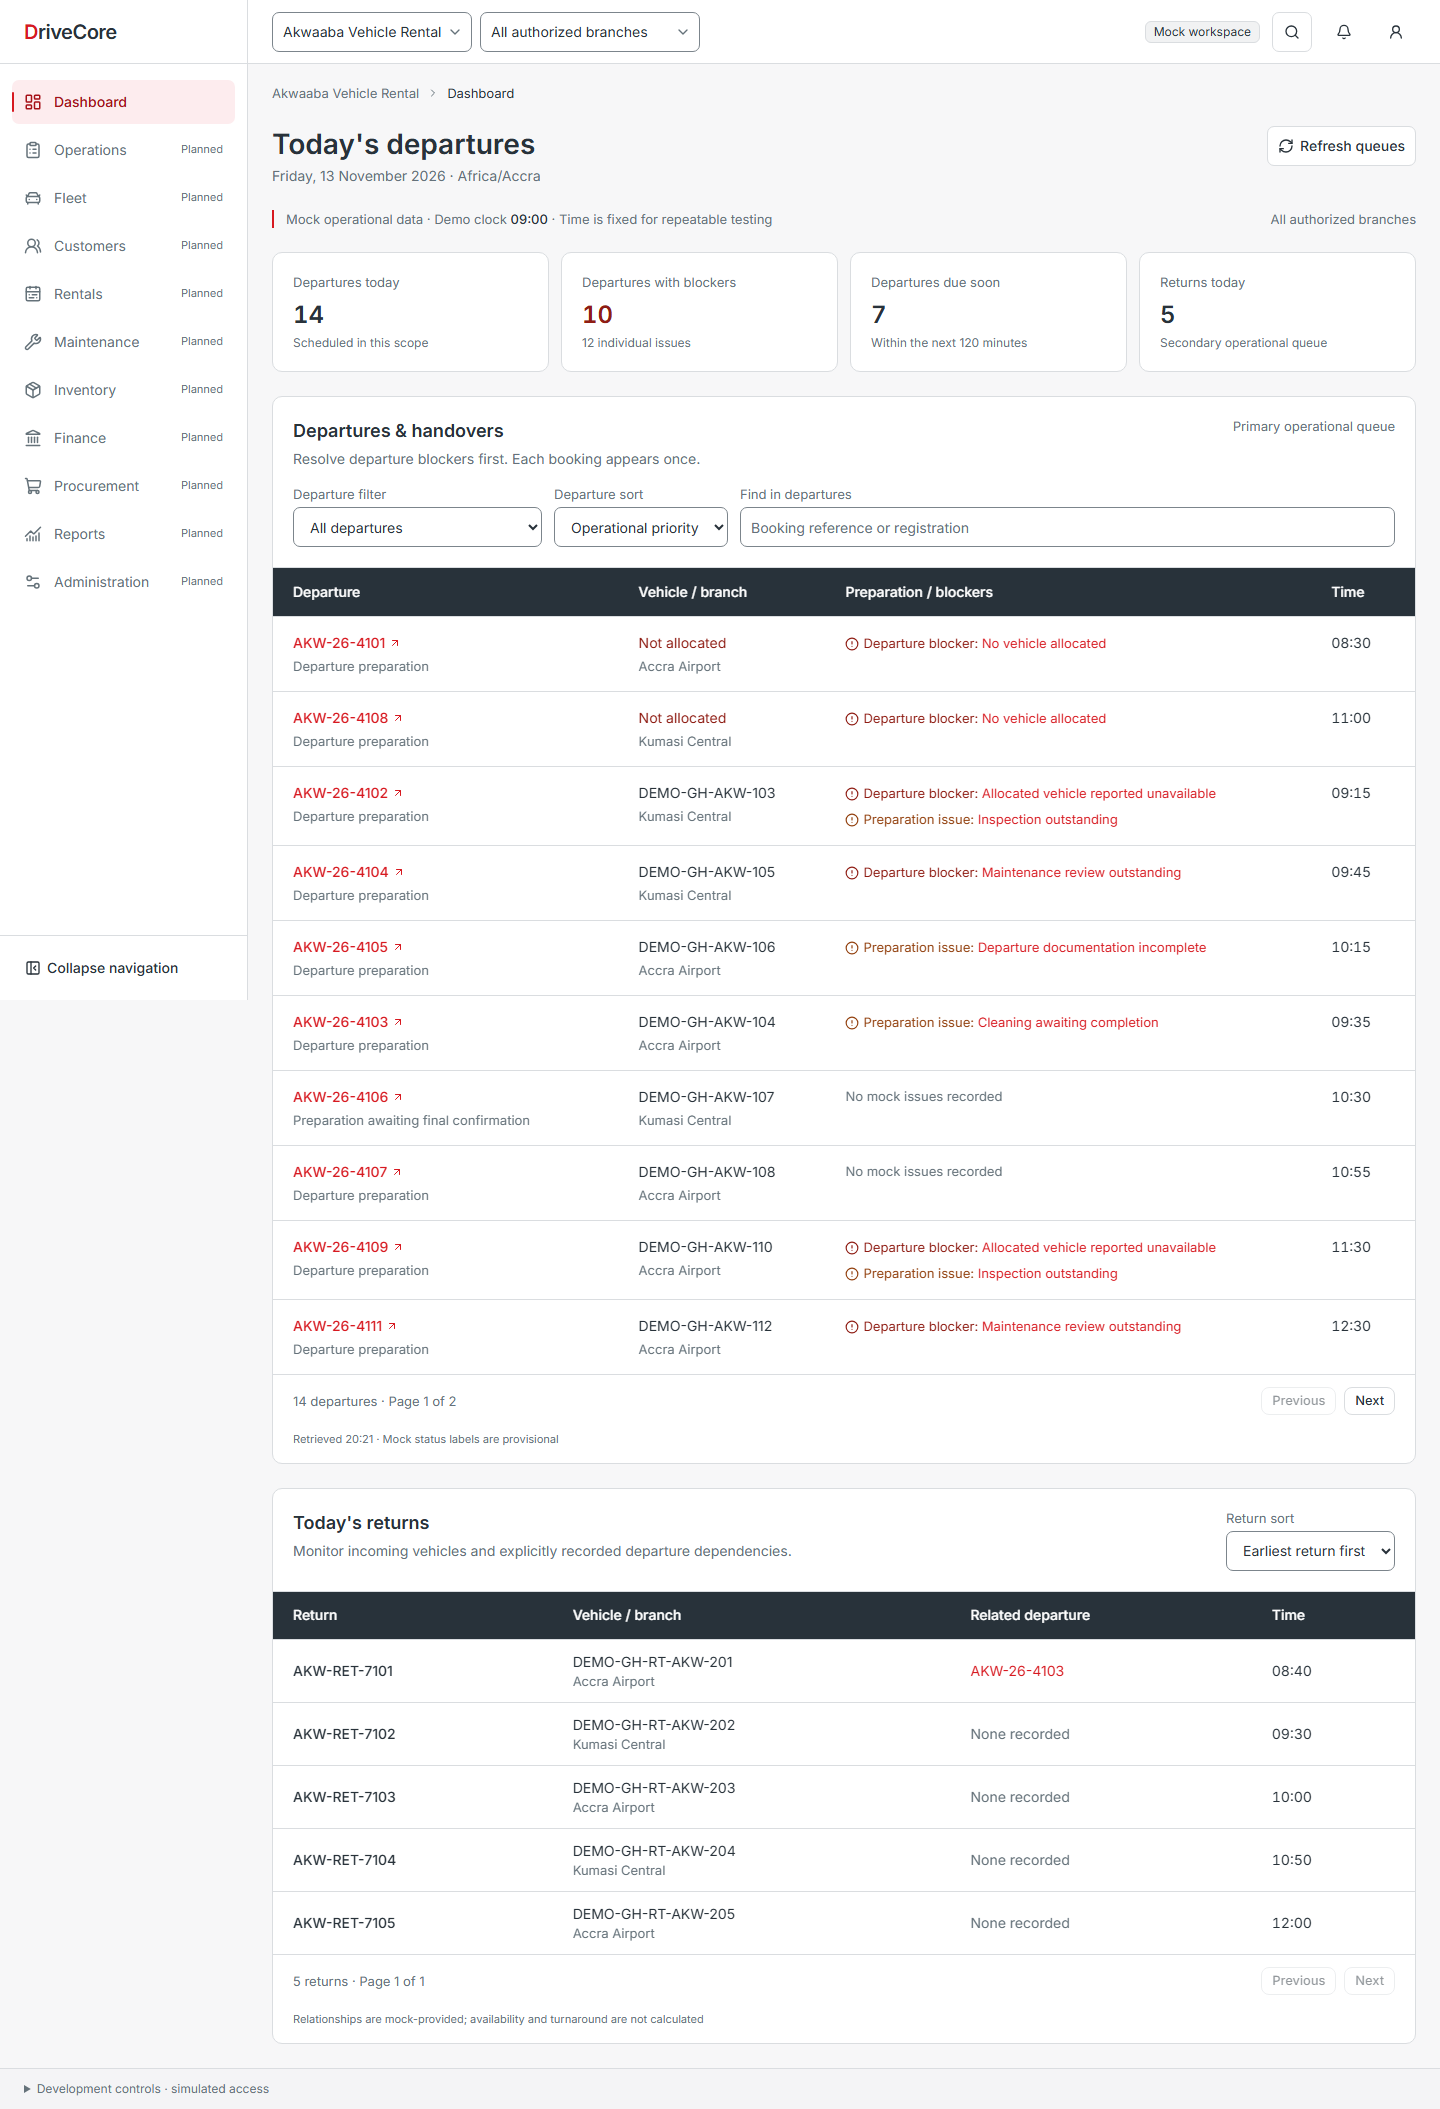 DriveCore
Akwaaba Vehicle Rental
All authorized branches
Mock workspace
Dashboard
Operations Planned
Fleet Planned
Customers Planned
Rentals Planned
Maintenance Planned
Inventory Planned
Finance Planned
Procurement Planned
Reports Planned
Administration Planned
Collapse navigation
Akwaaba Vehicle Rental > Dashboard
Today's departures
Friday, 13 November 2026 · Africa/Accra
Refresh queues
Mock operational data · Demo clock 09:00 · Time is fixed for repeatable testing
All authorized branches
Departures today
14
Scheduled in this scope
Departures with blockers
10
12 individual issues
Departures due soon
7
Within the next 120 minutes
Returns today
5
Secondary operational queue
Departures & handovers
Primary operational queue
Resolve departure blockers first. Each booking appears once.
Departure filter
All departures
Departure sort
Operational priority
Find in departures
Booking reference or registration
Departure Vehicle / branch Preparation / blockers Time
AKW-26-4101 Not allocated Departure blocker: No vehicle allocated 08:30
Departure preparation Accra Airport
AKW-26-4108 Not allocated Departure blocker: No vehicle allocated 11:00
Departure preparation Kumasi Central
AKW-26-4102 DEMO-GH-AKW-103 Departure blocker: Allocated vehicle reported unavailable 09:15
Departure preparation Kumasi Central Preparation issue: Inspection outstanding
AKW-26-4104 DEMO-GH-AKW-105 Departure blocker: Maintenance review outstanding 09:45
Departure preparation Kumasi Central
AKW-26-4105 DEMO-GH-AKW-106 Preparation issue: Departure documentation incomplete 10:15
Departure preparation Accra Airport
AKW-26-4103 DEMO-GH-AKW-104 Preparation issue: Cleaning awaiting completion 09:35
Departure preparation Accra Airport
AKW-26-4106 DEMO-GH-AKW-107 No mock issues recorded 10:30
Preparation awaiting final confirmation Kumasi Central
AKW-26-4107 DEMO-GH-AKW-108 No mock issues recorded 10:55
Departure preparation Accra Airport
AKW-26-4109 DEMO-GH-AKW-110 Departure blocker: Allocated vehicle reported unavailable 11:30
Departure preparation Accra Airport Preparation issue: Inspection outstanding
AKW-26-4111 DEMO-GH-AKW-112 Departure blocker: Maintenance review outstanding 12:30
Departure preparation Accra Airport
14 departures · Page 1 of 2
Previous Next
Retrieved 20:21 · Mock status labels are provisional
Today's returns
Monitor incoming vehicles and explicitly recorded departure dependencies.
Return sort
Earliest return first
Return Vehicle / branch Related departure Time
AKW-RET-7101 DEMO-GH-RT-AKW-201 AKW-26-4103 08:40
Accra Airport
AKW-RET-7102 DEMO-GH-RT-AKW-202 None recorded 09:30
Kumasi Central
AKW-RET-7103 DEMO-GH-RT-AKW-203 None recorded 10:00
Accra Airport
AKW-RET-7104 DEMO-GH-RT-AKW-204 None recorded 10:50
Kumasi Central
AKW-RET-7105 DEMO-GH-RT-AKW-205 None recorded 12:00
Accra Airport
5 returns · Page 1 of 1
Previous Next
Relationships are mock-provided; availability and turnaround are not calculated
Development controls · simulated access